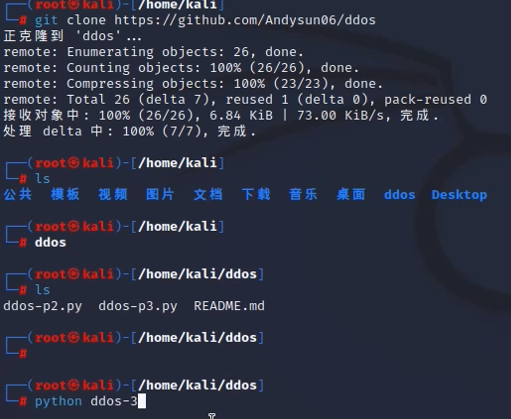 (root㉿kali)-[/home/kali]
# git clone https://github.com/Andysun06/ddos
正克隆到 'ddos'...
remote: Enumerating objects: 26, done.
remote: Counting objects: 100% (26/26), done.
remote: Compressing objects: 100% (23/23), done.
remote: Total 26 (delta 7), reused 1 (delta 0), pack-reused 0
接收对象中: 100% (26/26), 6.84 KiB | 73.00 KiB/s, 完成.
处理 delta 中: 100% (7/7), 完成.
(root㉿kali)-[/home/kali]
# ls
公共 模板 视频 图片 文档 下载 音乐 桌面 ddos Desktop
(root㉿kali)-[/home/kali]
# ddos
(root㉿kali)-[/home/kali/ddos]
# ls
ddos-p2.py ddos-p3.py README.md
(root㉿kali)-[/home/kali/ddos]
#
(root㉿kali)-[/home/kali/ddos]
# python ddos-3